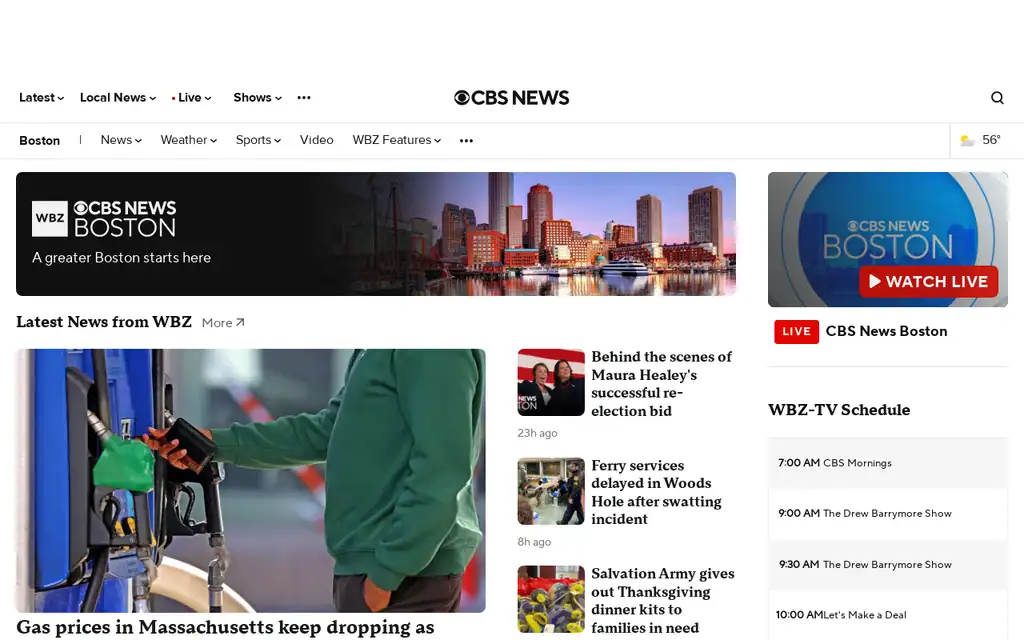 Latest
Local News
Live
Shows
CBS NEWS
Boston
News
Weather
Sports
Video
WBZ Features
56°
WBZ
CBS NEWS
BOSTON
A greater Boston starts here
CBS NEWS
BOSTON
WATCH LIVE
LIVE CBS News Boston
Latest News from WBZ More
Behind the scenes of
Maura Healey's
successful re-
election bid
23h ago
Ferry services
delayed in Woods
Hole after swatting
incident
8h ago
Salvation Army gives
out Thanksgiving
dinner kits to
families in need
Gas prices in Massachusetts keep dropping as
WBZ-TV Schedule
7:00 AM CBS Mornings
9:00 AM The Drew Barrymore Show
9:30 AM The Drew Barrymore Show
10:00 AM Let's Make a Deal